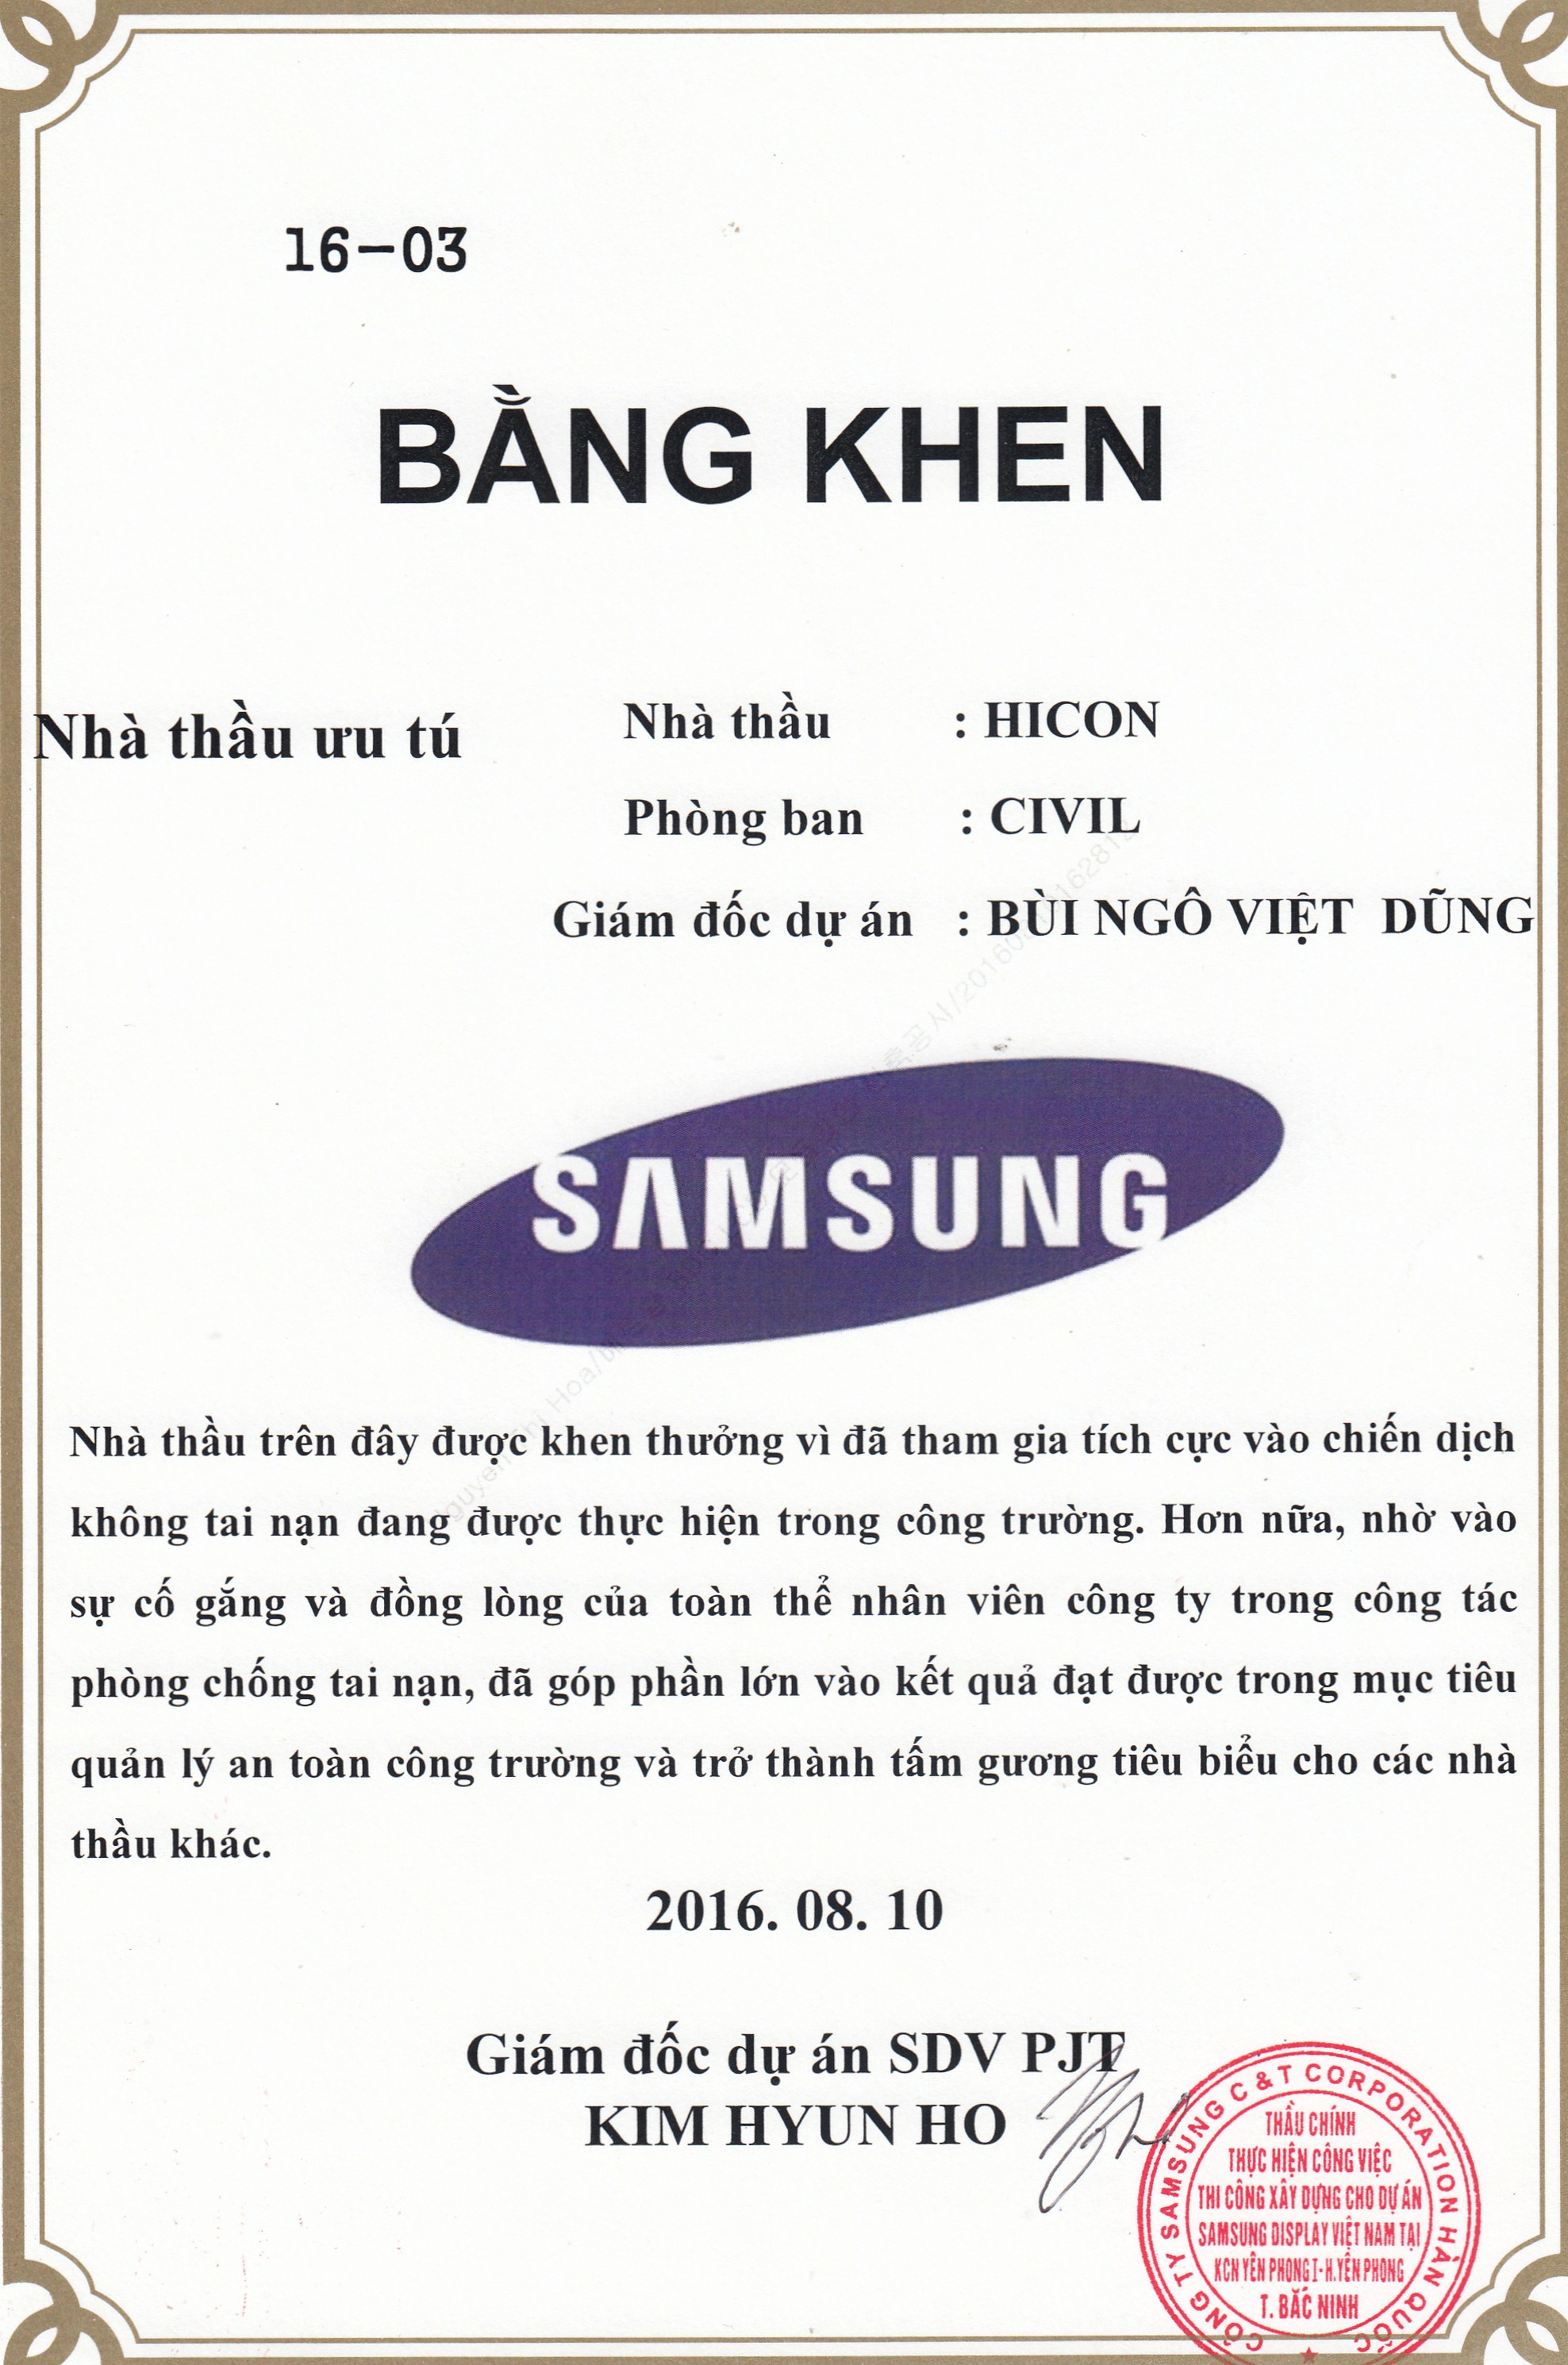 16-03
BẰNG KHEN
Nhà thầu ưu tú
Nhà thầu : HICON
Phòng ban : CIVIL
Giám đốc dự án : BÙI NGÔ VIỆT DŨNG
SAMSUNG
Nhà thầu trên đây được khen thưởng vì đã tham gia tích cực vào chiến dịch
không tai nạn đang được thực hiện trong công trường. Hơn nữa, nhờ vào
sự cố gắng và đồng lòng của toàn thể nhân viên công ty trong công tác
phòng chống tai nạn, đã góp phần lớn vào kết quả đạt được trong mục tiêu
quản lý an toàn công trường và trở thành tấm gương tiêu biểu cho các nhà
thầu khác.
2016. 08. 10
Giám đốc dự án SDV PJT
KIM HYUN HO
CÔNG TY SAMSUNG C & T CORPORATION HÀN QUỐC
THẦU CHÍNH
THỰC HIỆN CÔNG VIỆC
THI CÔNG XÂY DỰNG CHO DỰ ÁN
SAMSUNG DISPLAY VIỆT NAM TẠI
KCN YÊN PHONG I - H.YÊN PHONG
T. BẮC NINH